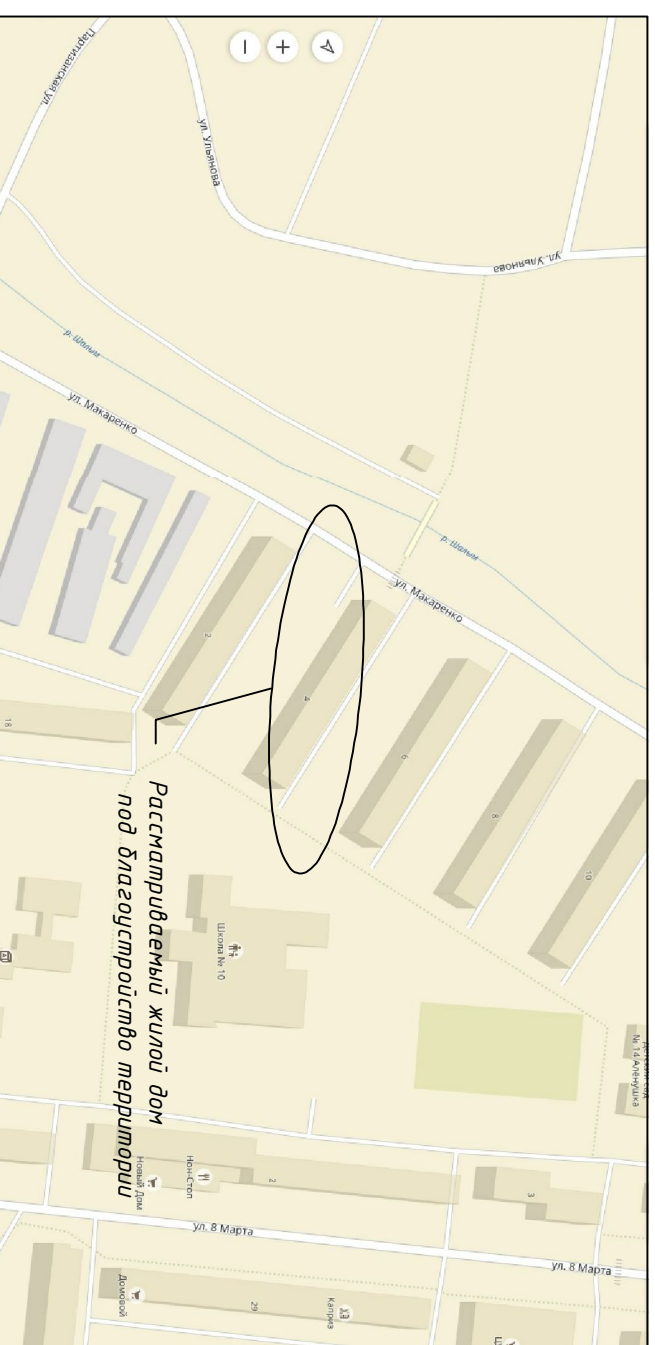 Партизанская ул.
ул. Ульянова
ул. Ульянова
р. Шалым
ул. Макаренко
р. Шалым
ул. Макаренко
2
4
6
8
10
18
Рассматриваемый жилой дом
под благоустройство территории
Школа № 10
детский сад
№ 14 Алёнушка
Новый Дом
Нон-Стоп
2
3
ул. 8 Марта
ул. 8 Марта
Домовой
29
Каприз